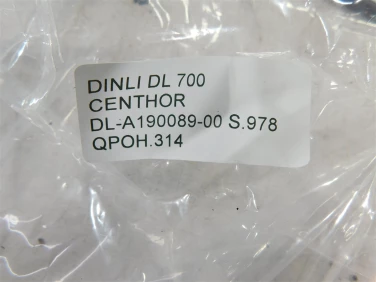 DINLI DL 700
CENTHOR
DL-A190089-00 S.978
QPOH.314